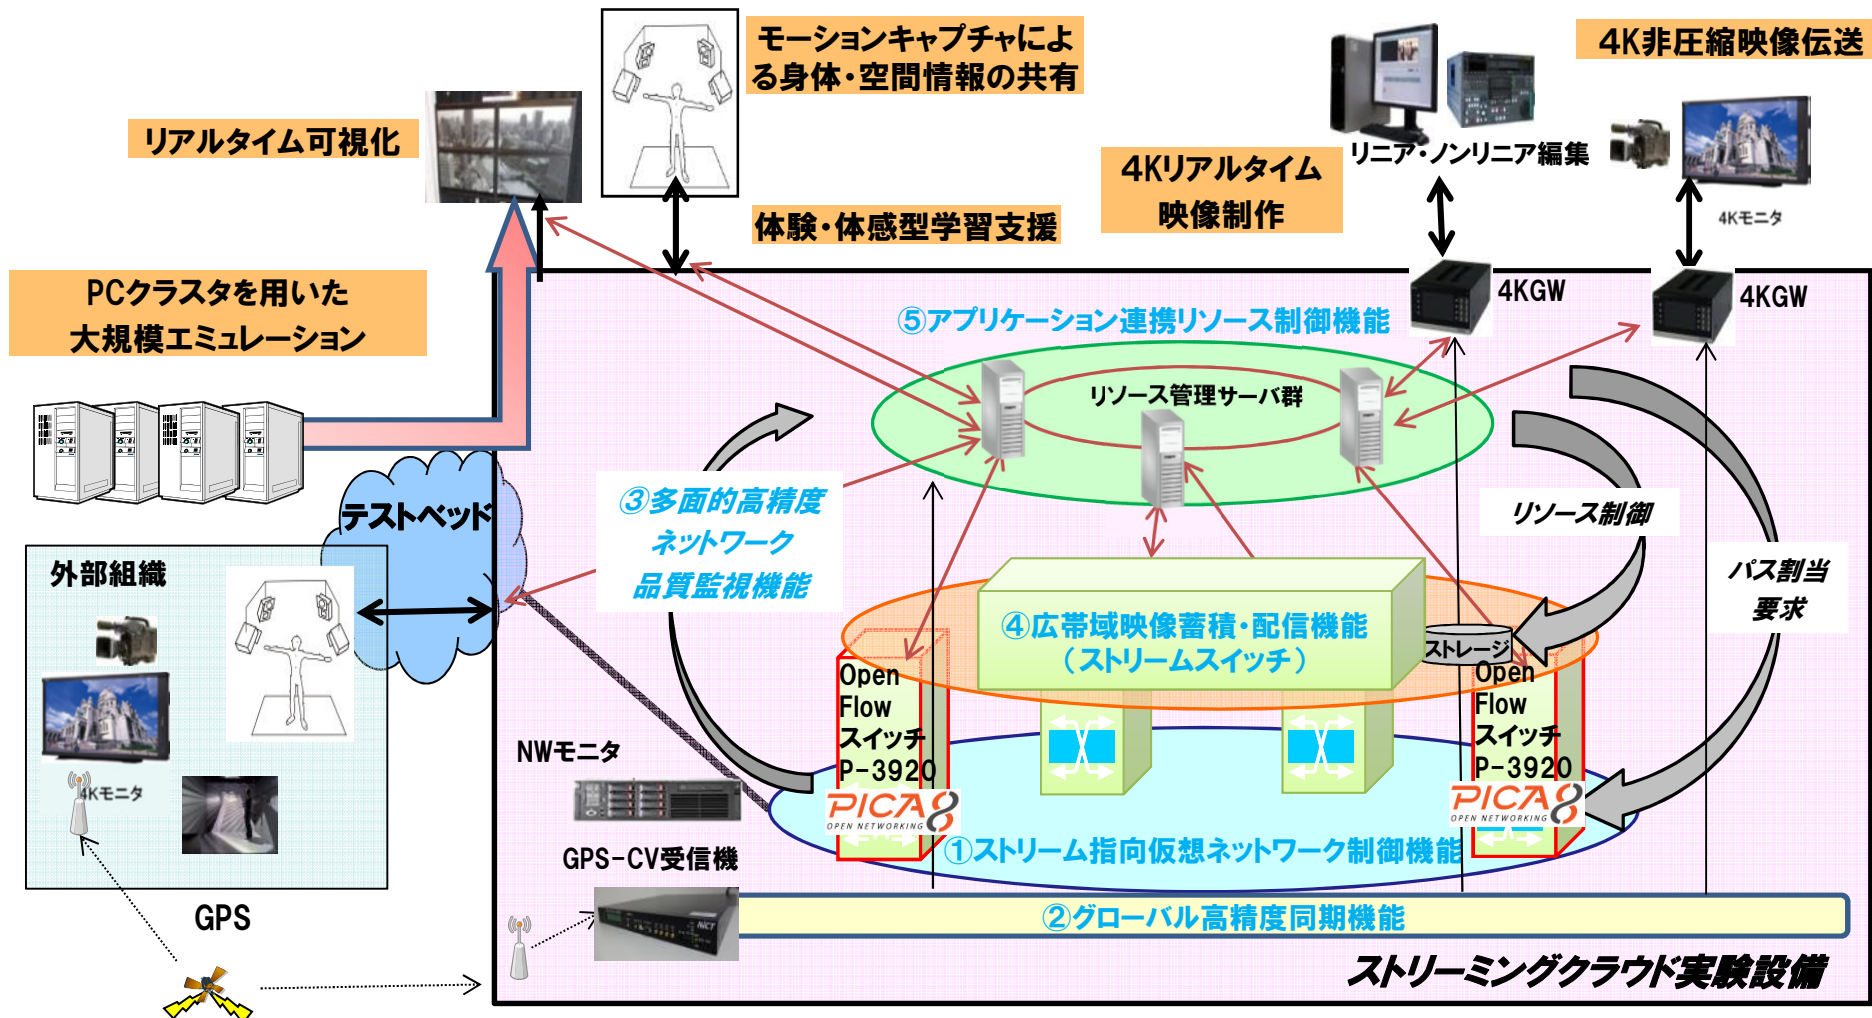 モーションキャプチャによ
る身体・空間情報の共有
4K非圧縮映像伝送
リアルタイム可視化
リニア・ノンリニア編集
4Kリアルタイム
映像制作
4Kモニタ
体験・体感型学習支援
PCクラスタを用いた
大規模エミュレーション
4KGW
4KGW
⑤アプリケーション連携リソース制御機能
リソース管理サーバ群
テストベッド
③多面的高精度
ネットワーク
品質監視機能
リソース制御
パス割当
要求
外部組織
④広帯域映像蓄積・配信機能
（ストリームスイッチ）
ストレージ
Open
Flow
スイッチ
P-3920
PICA8
OPEN NETWORKING
Open
Flow
スイッチ
P-3920
PICA8
OPEN NETWORKING
4Kモニタ
NWモニタ
①ストリーム指向仮想ネットワーク制御機能
GPS-CV受信機
NiCT
②グローバル高精度同期機能
GPS
ストリーミングクラウド実験設備